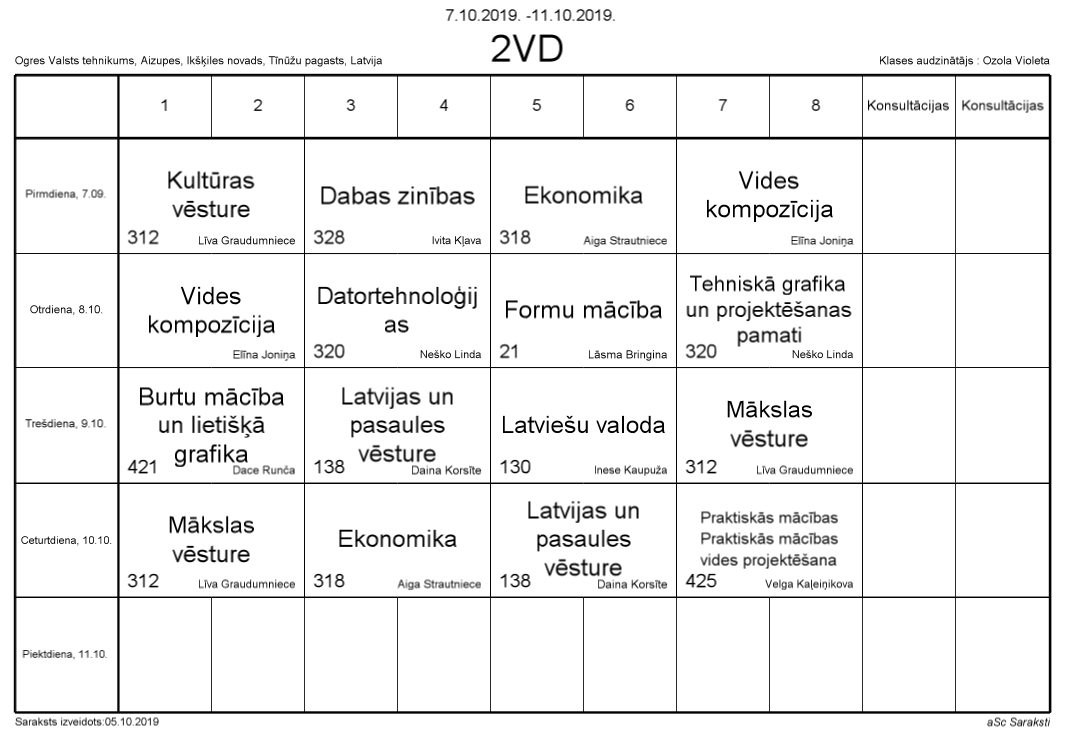 7.10.2019. -11.10.2019.
2VD
Ogres Valsts tehnikums, Aizupes, Ikšķiles novads, Tīnūžu pagasts, Latvija
Klases audzinātājs : Ozola Violeta
1 2 3 4 5 6 7 8 Konsultācijas Konsultācijas
Pirmdiena, 7.09.
Kultūras
vēsture
312 Līva Graudumniece
Dabas zinības
328 Ivita Kļava
Ekonomika
318 Aiga Strautniece
Vides
kompozīcija
Elīna Joniņa
Otrdiena, 8.10.
Vides
kompozīcija
Elīna Joniņa
Datortehnoloģij
as
320 Neško Linda
Formu mācība
21 Lāsma Bringina
Tehniskā grafika
un projektēšanas
pamati
320 Neško Linda
Trešdiena, 9.10.
Burtu mācība
un lietišķā
grafika
421 Dace Runča
Latvijas un
pasaules
vēsture
138 Daina Korsīte
Latviešu valoda
130 Inese Kaupuža
Mākslas
vēsture
312 Līva Graudumniece
Ceturtdiena, 10.10.
Mākslas
vēsture
312 Līva Graudumniece
Ekonomika
318 Aiga Strautniece
Latvijas un
pasaules
vēsture
138 Daina Korsīte
Praktiskās mācības
Praktiskās mācības
vides projektēšana
425 Velga Kaļeiņikova
Piektdiena, 11.10.
Saraksts izveidots:05.10.2019
aSc Saraksti